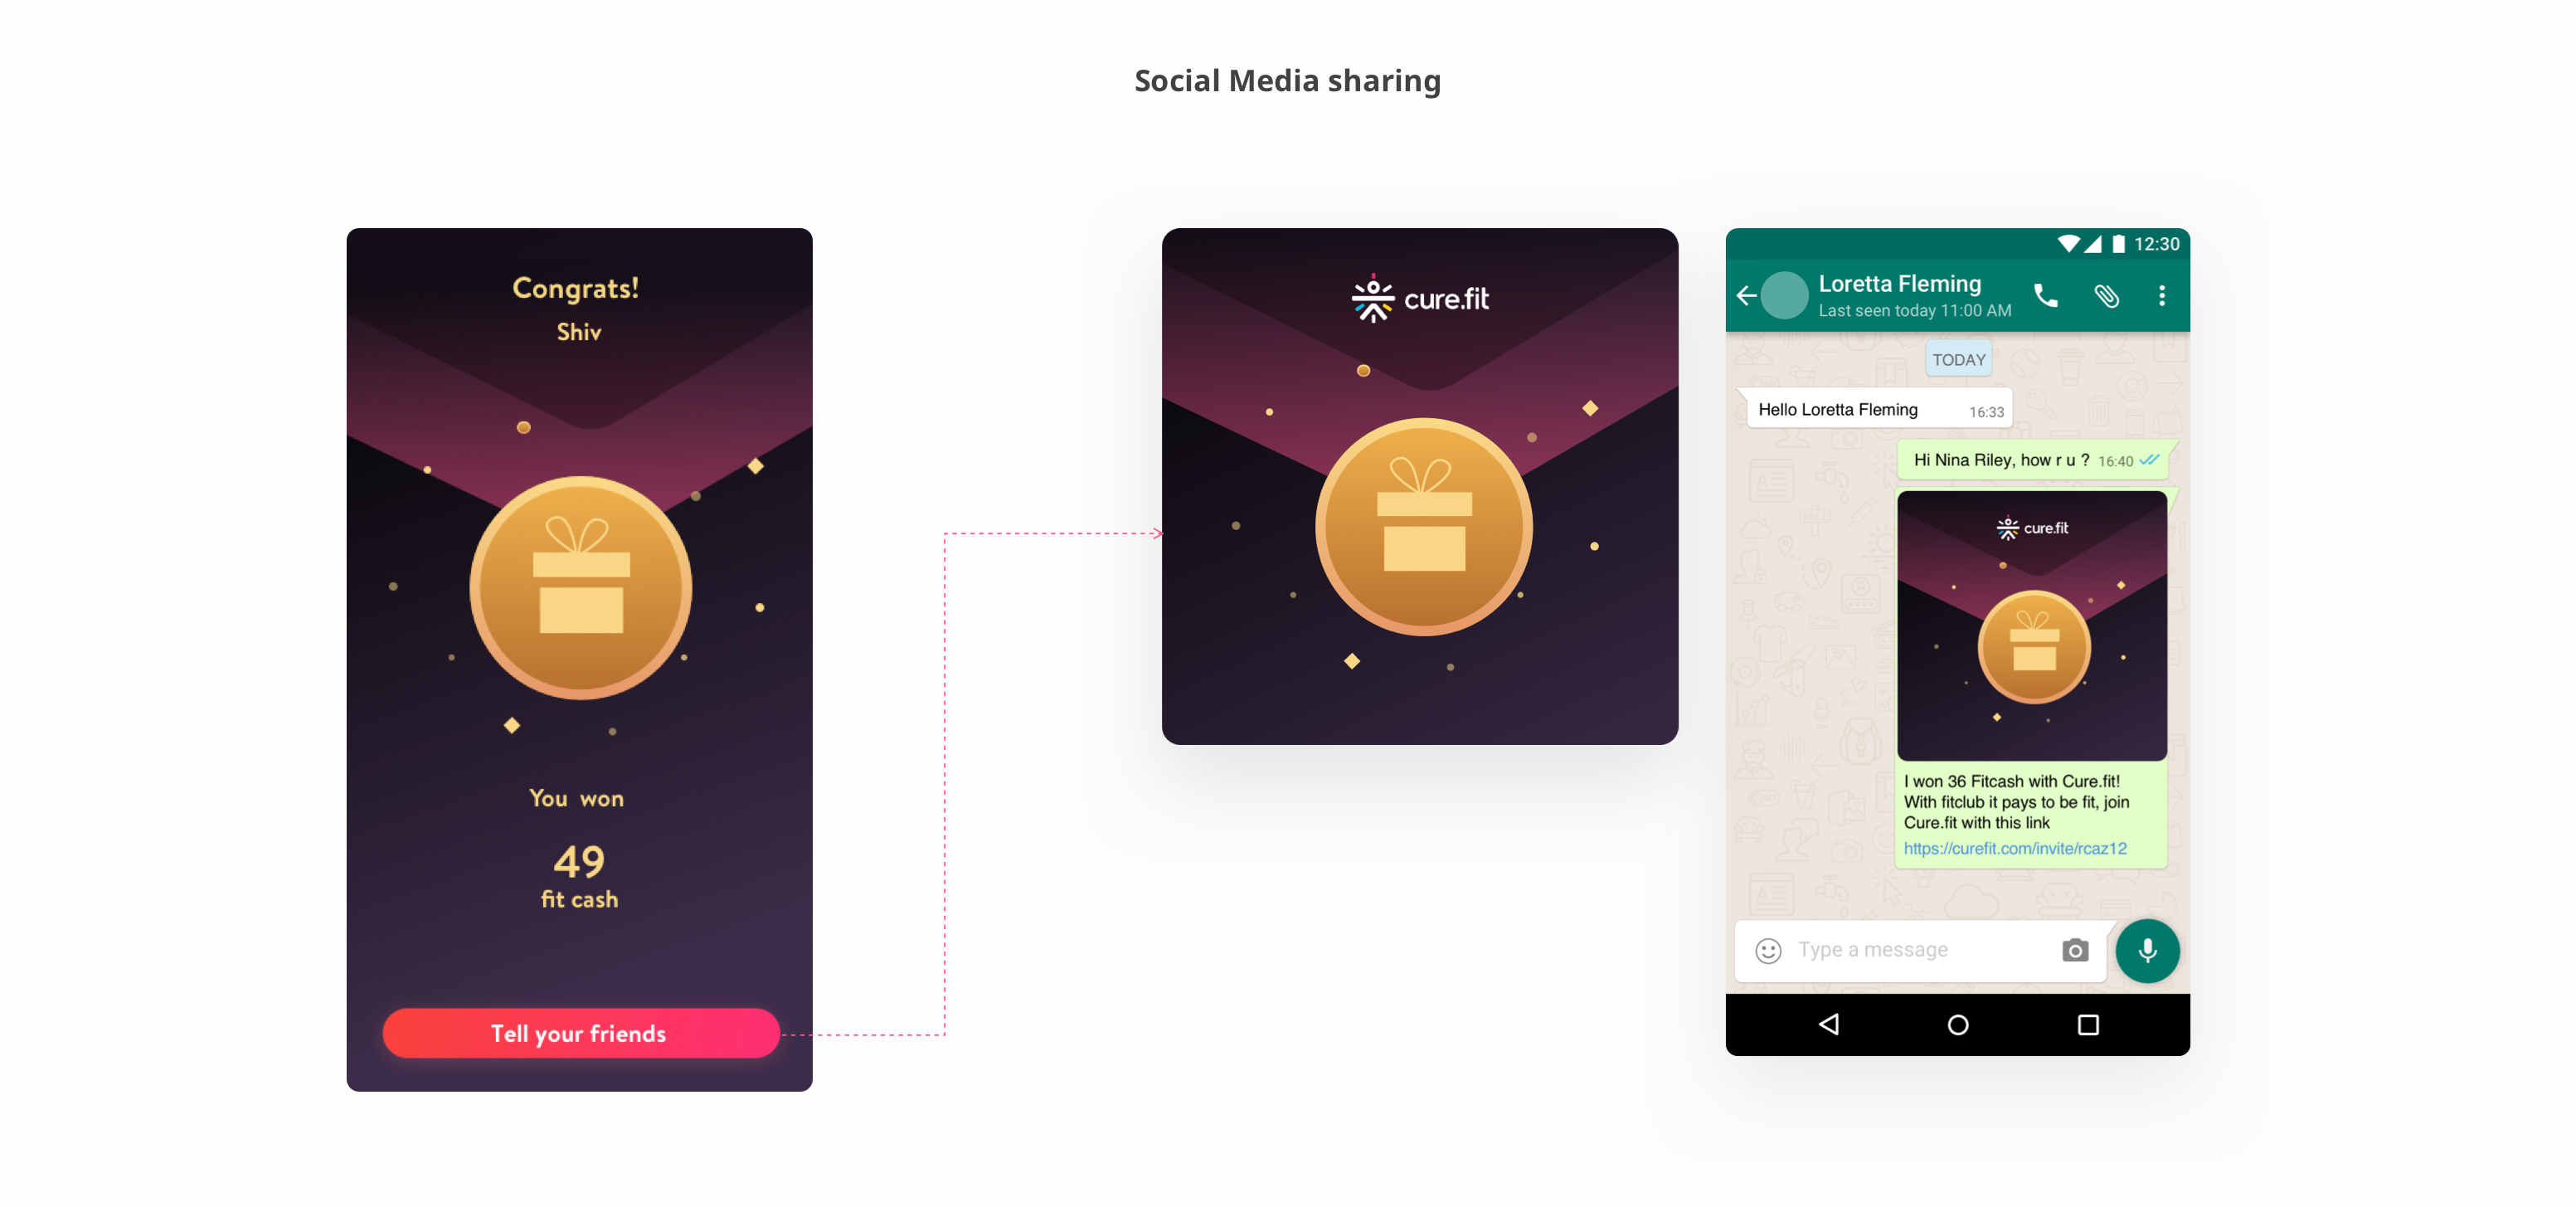 Social Media sharing
Congrats!
Shiv
You won
49
fit cash
Tell your friends
cure.fit
12:30
Loretta Fleming
Last seen today 11:00 AM
TODAY
Hello Loretta Fleming 16:33
Hi Nina Riley, how r u ? 16:40
cure.fit
I won 36 Fitcash with Cure.fit!
With fitclub it pays to be fit, join
Cure.fit with this link
https://curefit.com/invite/rcaz12
Type a message